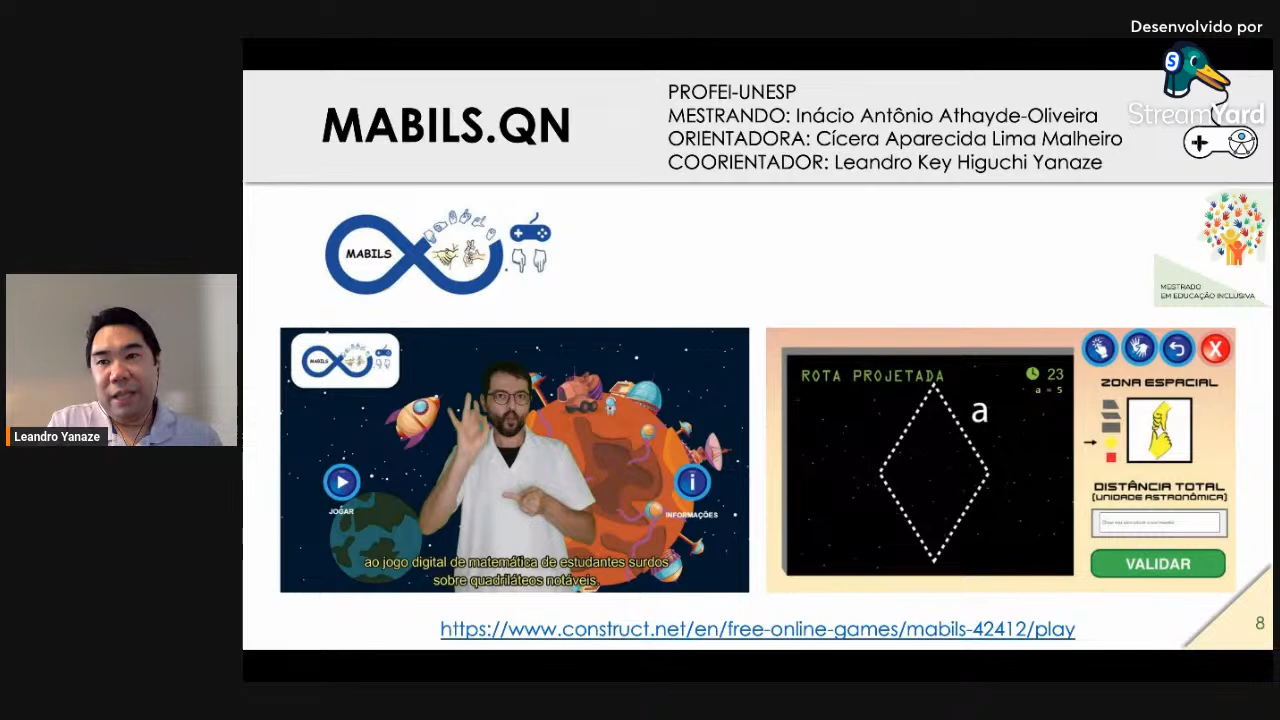 Desenvolvido por
StreamYard
MABILS.QN
PROFEI-UNESP
MESTRANDO: Inácio Antônio Athayde-Oliveira
ORIENTADORA: Cícera Aparecida Lima Malheiro
COORIENTADOR: Leandro Key Higuchi Yanaze
MABILS
MESTRADO
EM EDUCAÇÃO INCLUSIVA
Leandro Yanaze
MABILS
JOGAR
INFORMAÇÕES
ao jogo digital de matemática de estudantes surdos
sobre quadriláteros notáveis.
ROTA PROJETADA
23
a = 5
a
X
ZONA ESPACIAL
DISTÂNCIA TOTAL
(UNIDADE ASTRONÔMICA)
VALIDAR
https://www.construct.net/en/free-online-games/mabils-42412/play
8